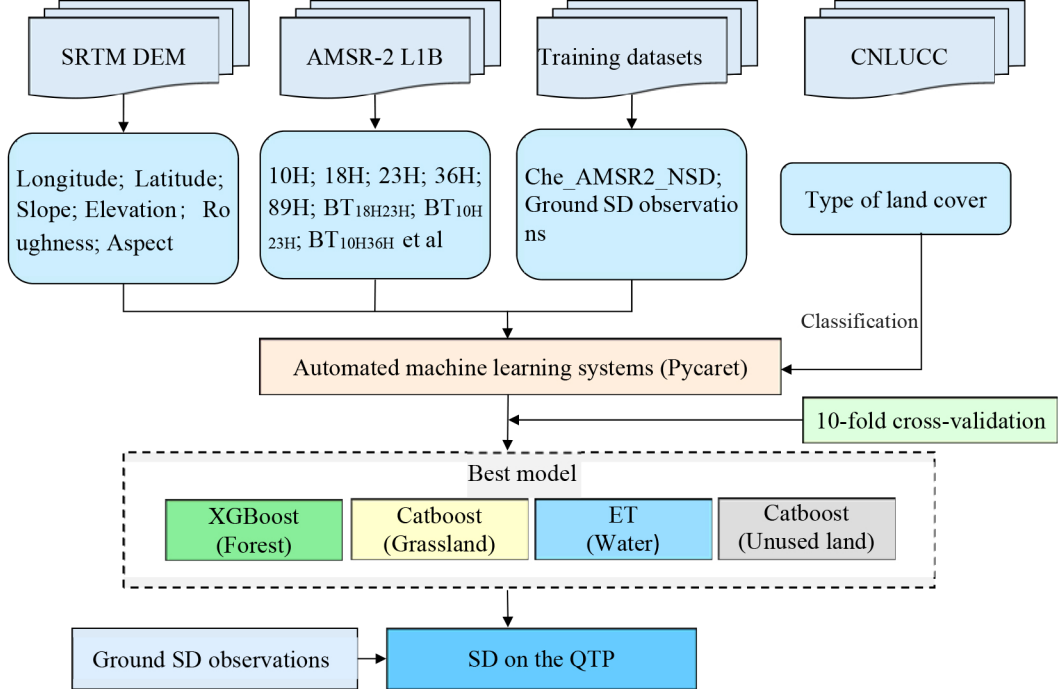 SRTM DEM
AMSR-2 L1B
Training datasets
CNLUCC
Longitude; Latitude;
Slope; Elevation; Ro
ughness; Aspect
10H; 18H; 23H; 36H;
89H; BT18H23H; BT10H
23H; BT10H36H et al
Che_AMSR2_NSD;
Ground SD observatio
ns
Type of land cover
Classification
Automated machine learning systems (Pycaret)
10-fold cross-validation
Best model
XGBoost
(Forest)
Catboost
(Grassland)
ET
(Water)
Catboost
(Unused land)
Ground SD observations
SD on the QTP